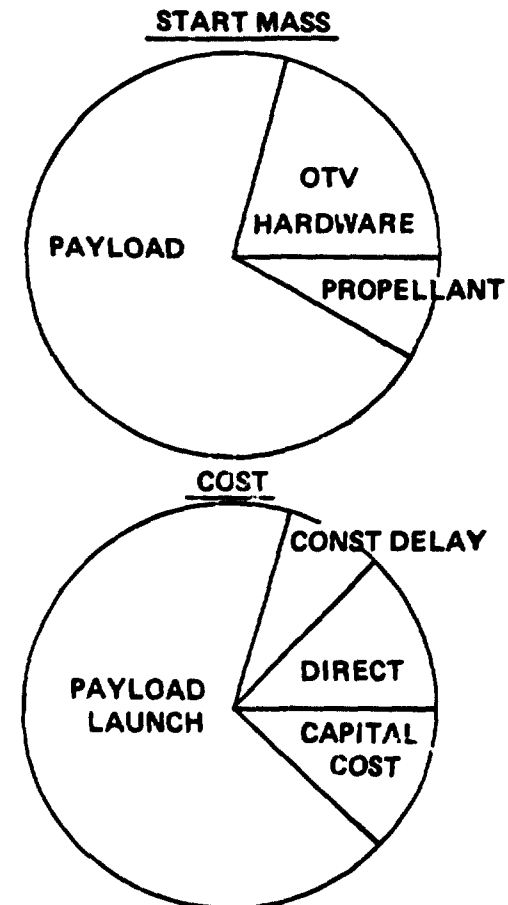 START MASS
OTV
HARDWARE
PAYLOAD
PROPELLANT
COST
CONST DELAY
DIRECT
PAYLOAD
LAUNCH
CAPITAL
COST